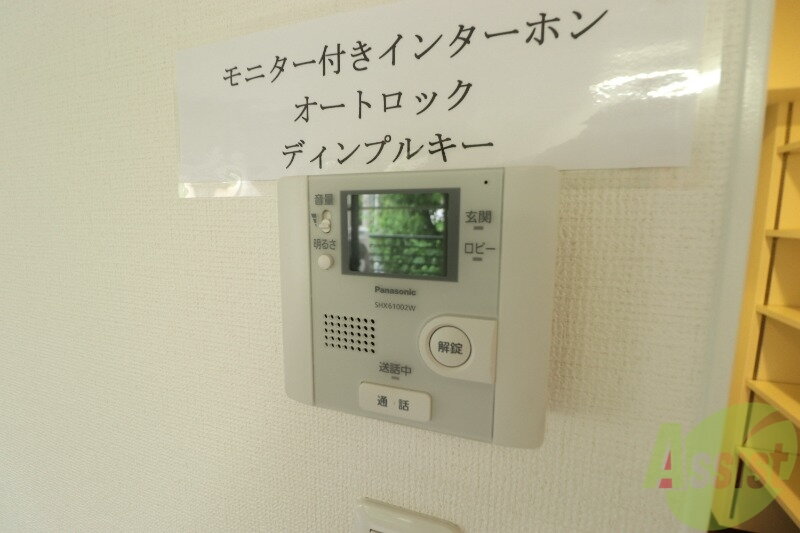 モニター付きインターホン
オートロック
ディンプルキー
音量
明るさ
玄関
ロビー
Panasonic
SHX61002W
解錠
送話中
通話
Assist+